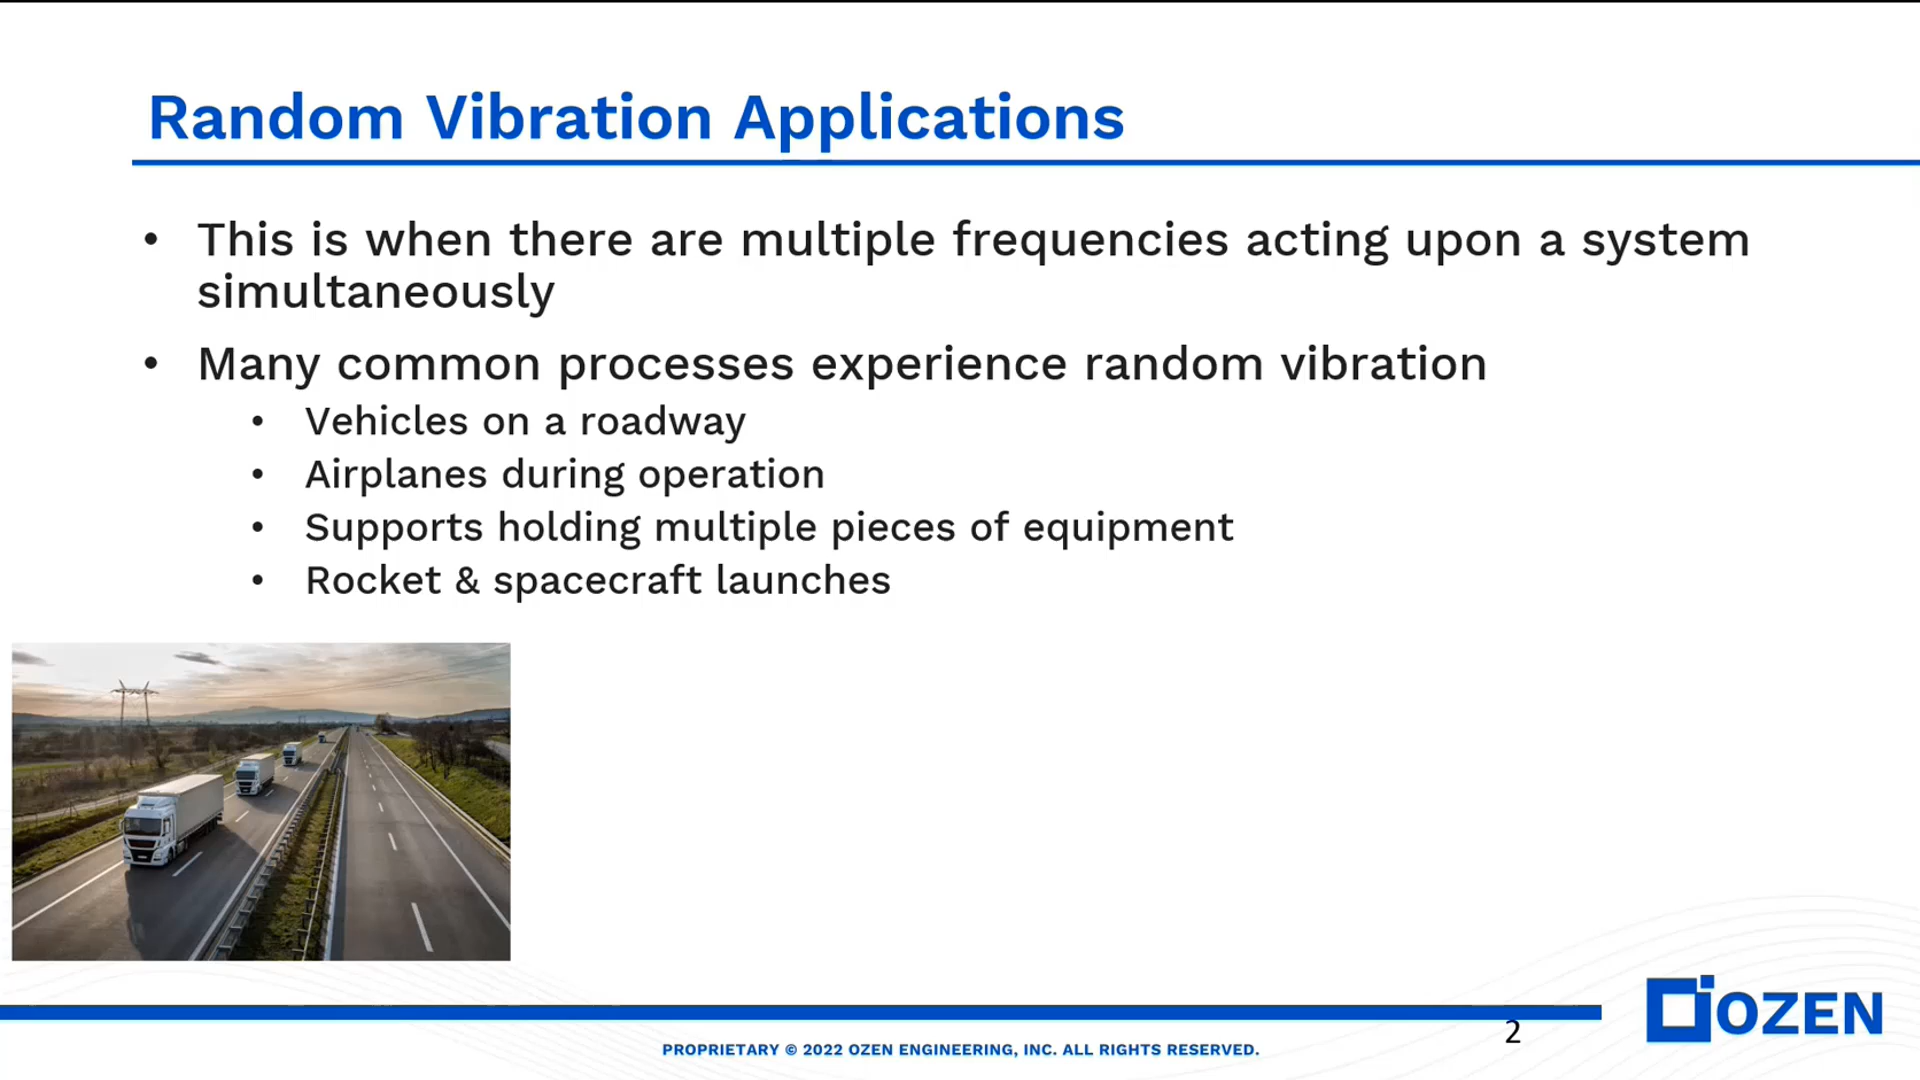 Random Vibration Applications
• This is when there are multiple frequencies acting upon a system
simultaneously
• Many common processes experience random vibration
• Vehicles on a roadway
• Airplanes during operation
• Supports holding multiple pieces of equipment
• Rocket & spacecraft launches
OZEN
2
PROPRIETARY © 2022 OZEN ENGINEERING, INC. ALL RIGHTS RESERVED.